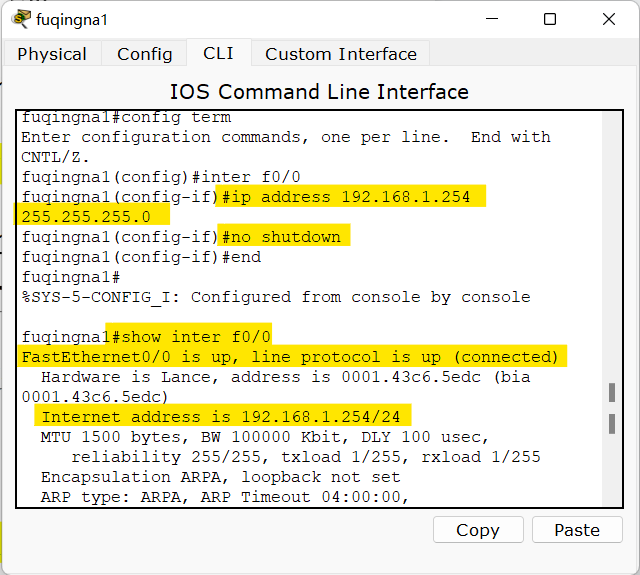 fuqingna1
Physical Config CLI Custom Interface
IOS Command Line Interface
fuqingna1#config term
Enter configuration commands, one per line.  End with
CNTL/Z.
fuqingna1(config)#inter f0/0
fuqingna1(config-if)#ip address 192.168.1.254
255.255.255.0
fuqingna1(config-if)#no shutdown
fuqingna1(config-if)#end
fuqingna1#
%SYS-5-CONFIG_I: Configured from console by console
fuqingna1#show inter f0/0
FastEthernet0/0 is up, line protocol is up (connected)
  Hardware is Lance, address is 0001.43c6.5edc (bia
0001.43c6.5edc)
  Internet address is 192.168.1.254/24
  MTU 1500 bytes, BW 100000 Kbit, DLY 100 usec,
     reliability 255/255, txload 1/255, rxload 1/255
  Encapsulation ARPA, loopback not set
  ARP type: ARPA, ARP Timeout 04:00:00,
Copy Paste